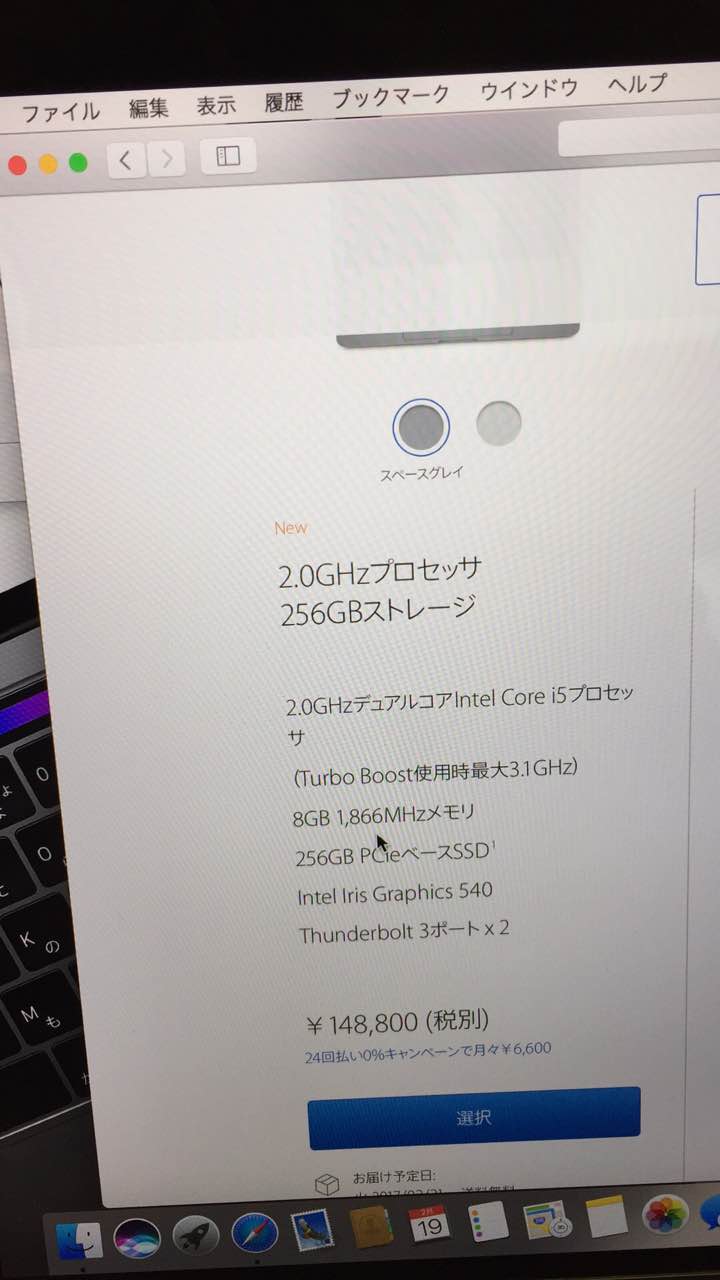 ファイル 編集 表示 履歴 ブックマーク ウインドウ ヘルプ
スペースグレイ
New
2.0GHzプロセッサ
256GBストレージ
2.0GHzデュアルコアIntel Core i5プロセッ
サ
(Turbo Boost使用時最大3.1GHz)
8GB 1,866MHzメモリ
256GB PCIeベースSSD¹
Intel Iris Graphics 540
Thunderbolt 3ポート x 2
¥148,800 (税別)
24回払い0%キャンペーンで月々¥6,600
選択
お届け予定日:
O
K の
M も
2月
19